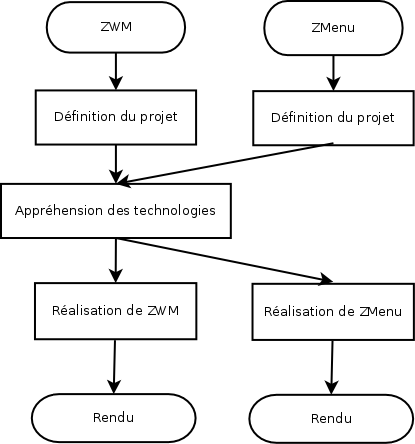 ZWM
ZMenu
Définition du projet
Définition du projet
Appréhension des technologies
Réalisation de ZWM
Réalisation de ZMenu
Rendu
Rendu